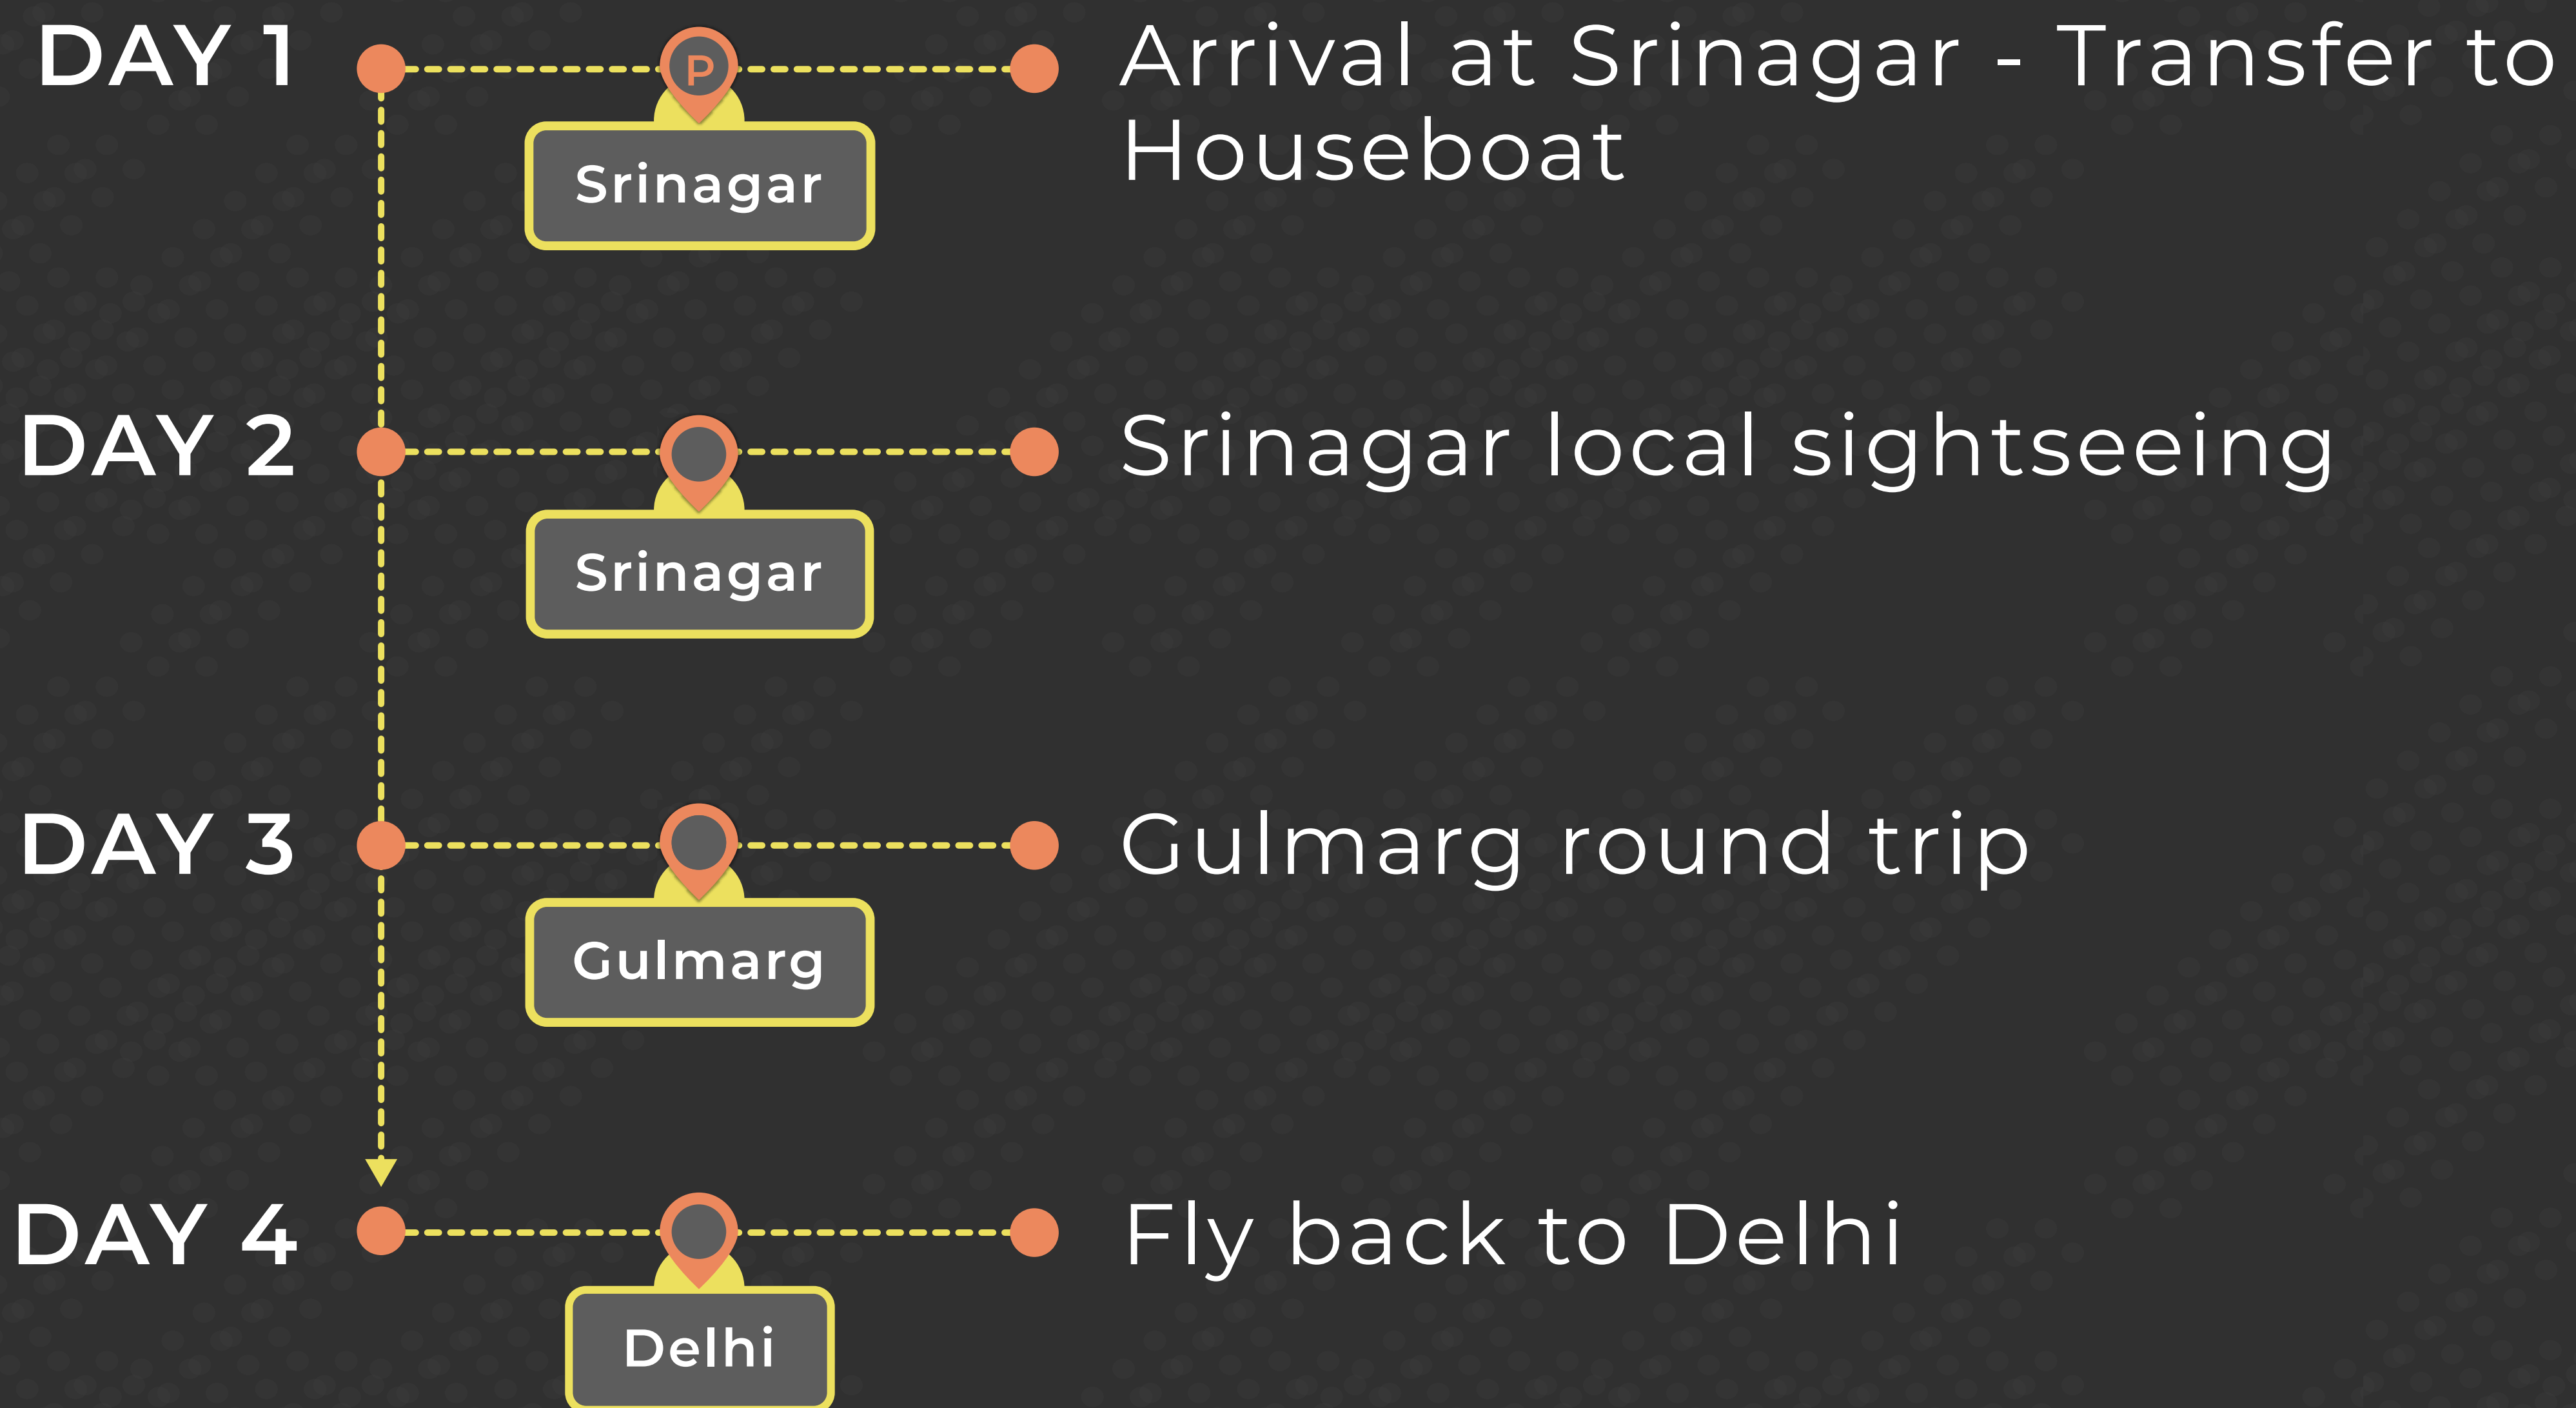 DAY 1
P
Srinagar
Arrival at Srinagar - Transfer to
Houseboat
DAY 2
Srinagar
Srinagar local sightseeing
DAY 3
Gulmarg
Gulmarg round trip
DAY 4
Delhi
Fly back to Delhi